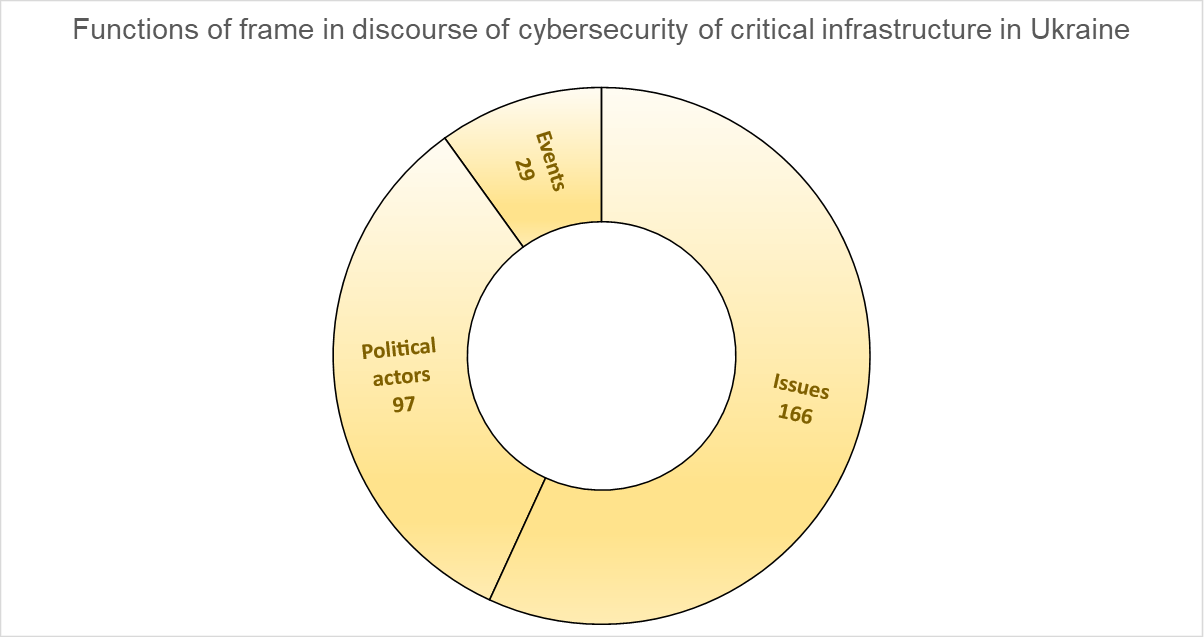 Functions of frame in discourse of cybersecurity of critical infrastructure in Ukraine
Events
29
Political
actors
97
Issues
166